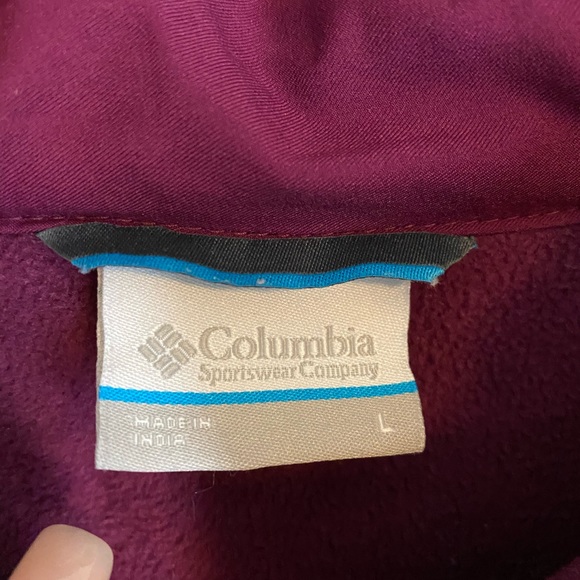 Columbia
Sportswear Company
MADE IN
INDIA
L